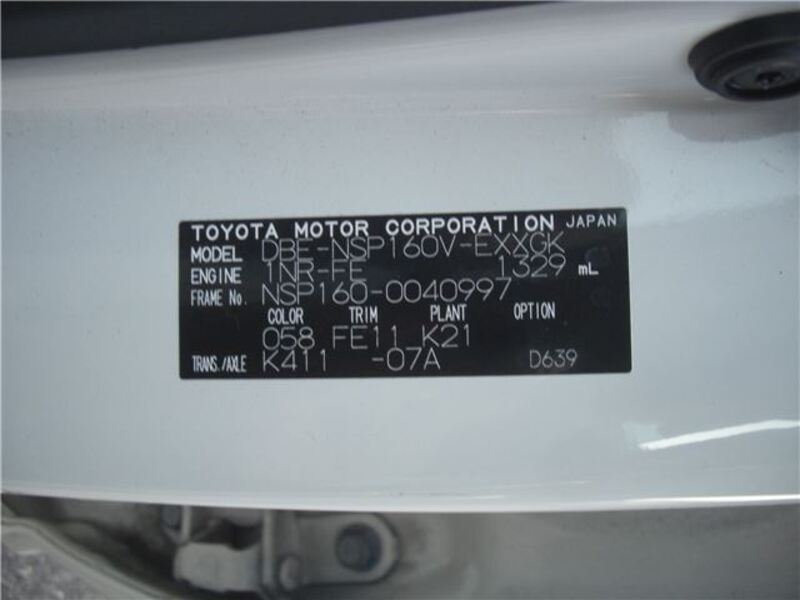 TOYOTA MOTOR CORPORATION JAPAN
MODEL DBE-NSP160V-EXXGK
ENGINE 1NR-FE 1329 mL
FRAME No. NSP160-0040997
COLOR TRIM PLANT OPTION
058 FE11 K21
TRANS./AXLE K411 -07A D639